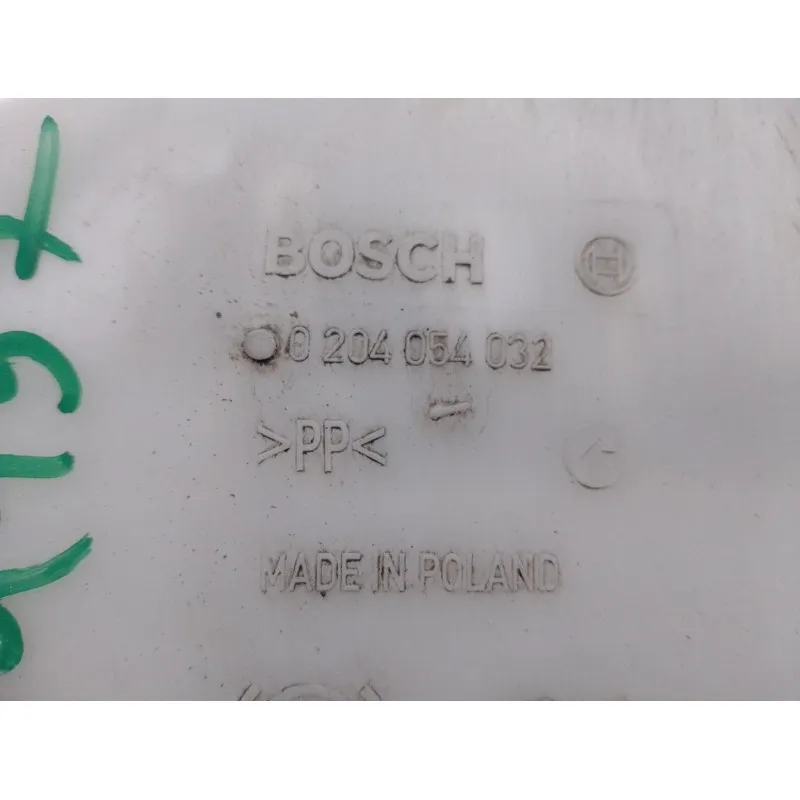 BOSCH
0 204 054 032
>PP<
MADE IN POLAND